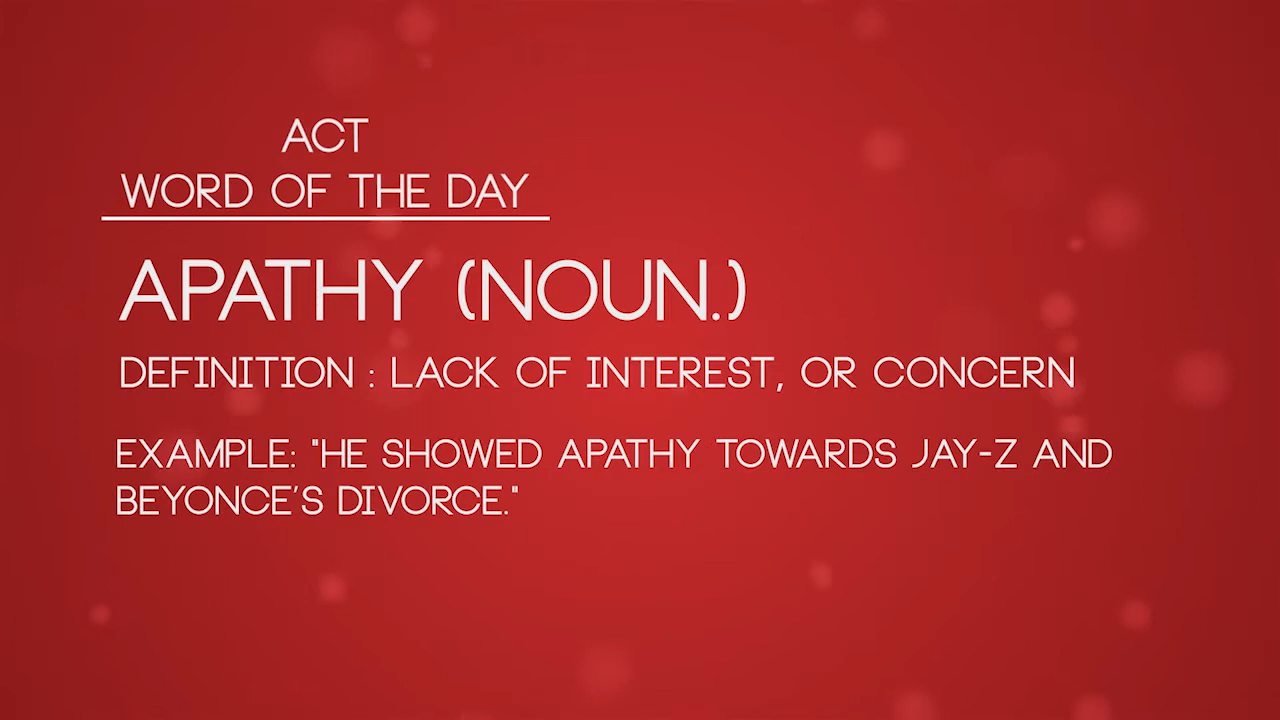 ACT
WORD OF THE DAY
APATHY (NOUN.)
DEFINITION : LACK OF INTEREST, OR CONCERN
EXAMPLE: "HE SHOWED APATHY TOWARDS JAY-Z AND
BEYONCE'S DIVORCE."